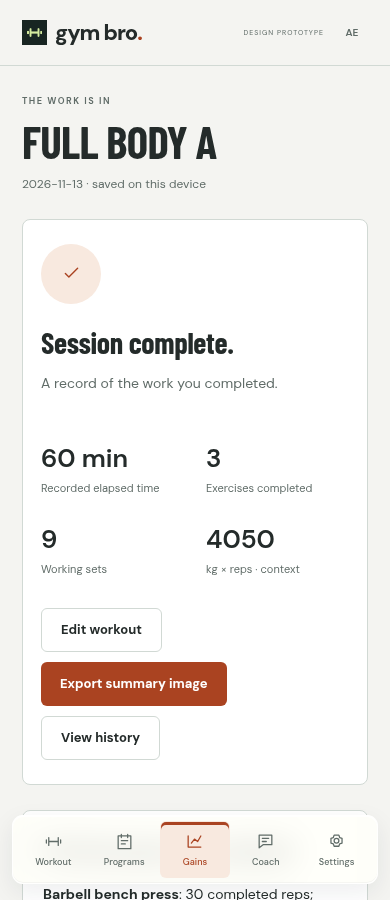 gym bro.
DESIGN PROTOTYPE
AE
THE WORK IS IN
FULL BODY A
2026-11-13 · saved on this device
Session complete.
A record of the work you completed.
60 min
Recorded elapsed time
3
Exercises completed
9
Working sets
4050
kg × reps · context
Edit workout
Export summary image
View history
Workout
Programs
Gains
Coach
Settings
Barbell bench press: 30 completed reps;